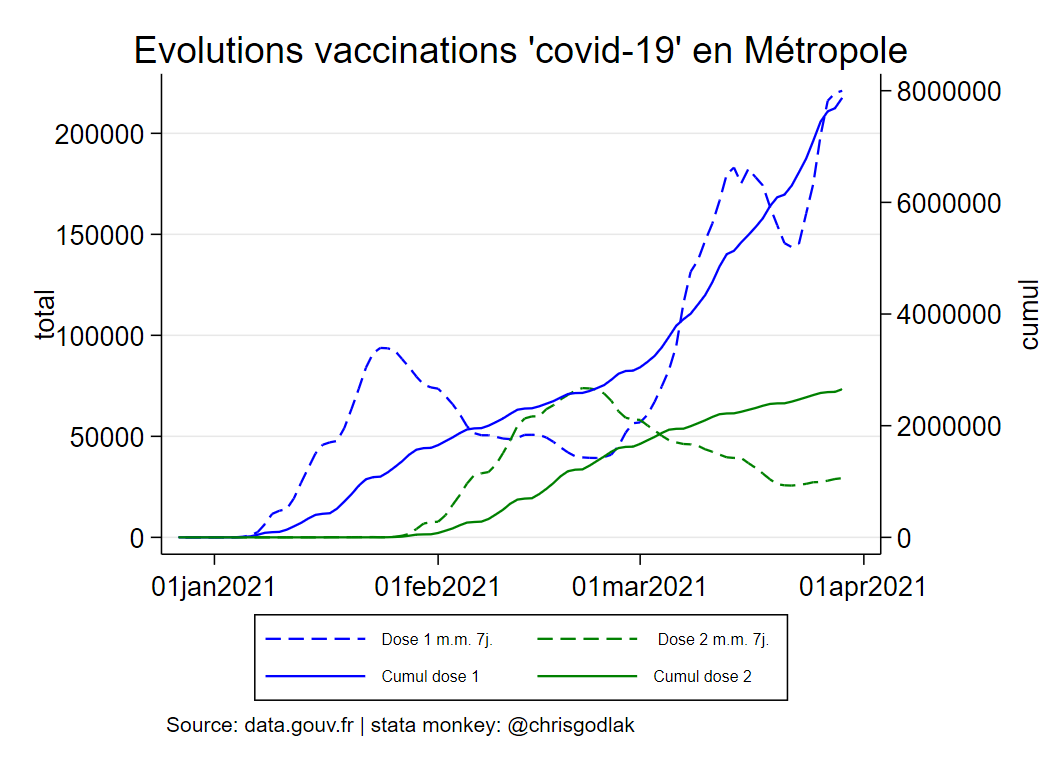 Evolutions vaccinations 'covid-19' en Métropole
total
200000
150000
100000
50000
0
cumul
8000000
6000000
4000000
2000000
0
01jan2021 01feb2021 01mar2021 01apr2021
Dose 1 m.m. 7j. Dose 2 m.m. 7j.
Cumul dose 1 Cumul dose 2
Source: data.gouv.fr | stata monkey: @chrisgodlak